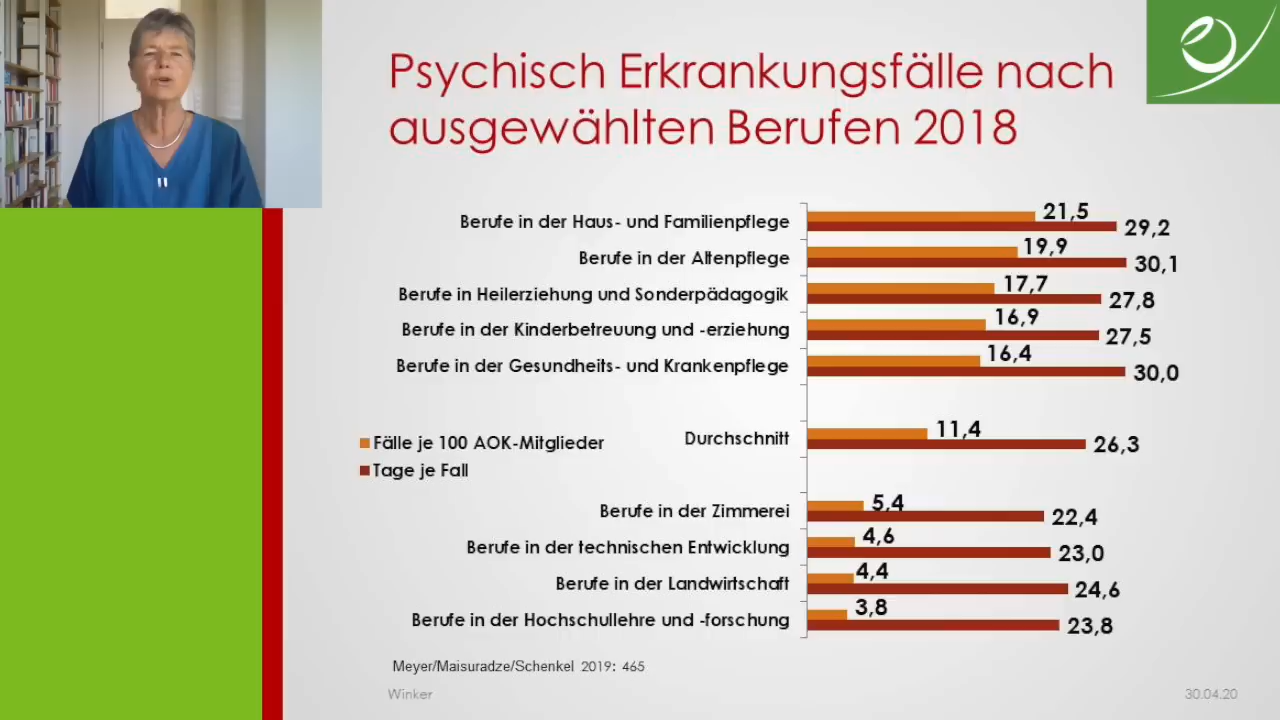 Psychisch Erkrankungsfälle nach
ausgewählten Berufen 2018
Berufe in der Haus- und Familienpflege
21,5
29,2
Berufe in der Altenpflege
19,9
30,1
Berufe in Heilerziehung und Sonderpädagogik
17,7
27,8
Berufe in der Kinderbetreuung und -erziehung
16,9
27,5
Berufe in der Gesundheits- und Krankenpflege
16,4
30,0
Fälle je 100 AOK-Mitglieder
Tage je Fall
Durchschnitt
11,4
26,3
Berufe in der Zimmerei
5,4
22,4
Berufe in der technischen Entwicklung
4,6
23,0
Berufe in der Landwirtschaft
4,4
24,6
Berufe in der Hochschullehre und -forschung
3,8
23,8
Meyer/Maisuradze/Schenkel 2019: 465
Winker
30.04.20